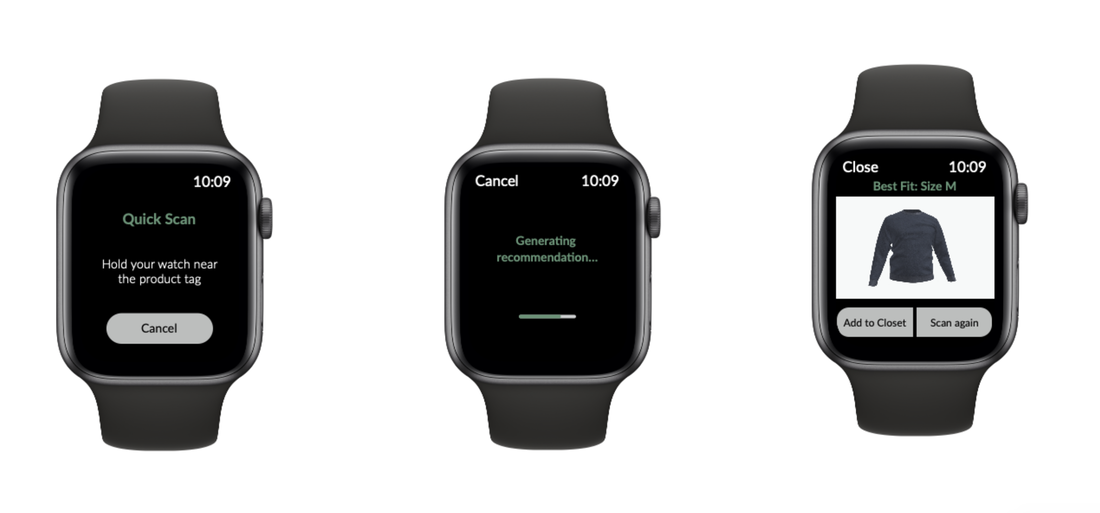 10:09
Quick Scan
Hold your watch near
the product tag
Cancel
Cancel 10:09
Generating
recommendation...
Close 10:09
Best Fit: Size M
Add to Closet Scan again